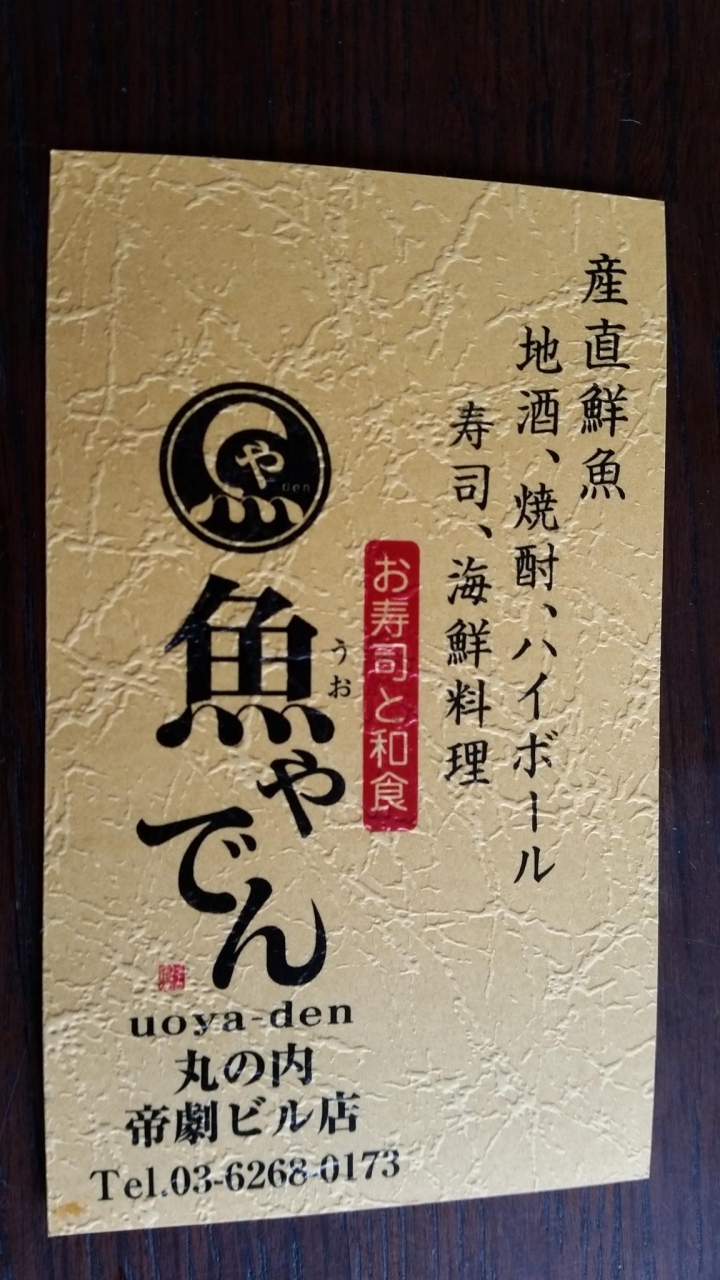 産直鮮魚
地酒、焼酎、ハイボール
寿司、海鮮料理
お寿司と和食
うお
魚や
でん
や
den
uoya-den
丸の内
帝劇ビル店
Tel.03-6268-0173